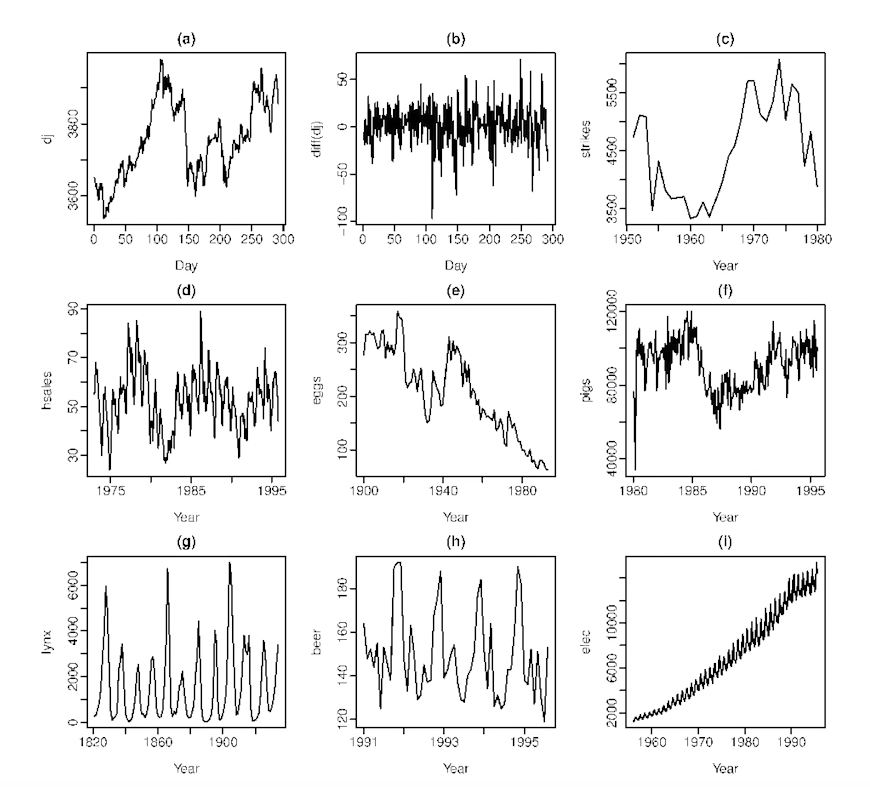 (a) (b) (c)
dj
3600 3800
0 50 100 150 200 250 300
Day
diff(dj)
-100 -50 0 50
0 50 100 150 200 250 300
Day
strikes
3500 4500 5500
1950 1960 1970 1980
Year
(d) (e) (f)
hsales
30 50 70 90
1975 1985 1995
Year
eggs
100 200 300
1900 1940 1980
Year
pigs
40000 80000 120000
1980 1985 1990 1995
Year
(g) (h) (i)
lynx
0 2000 4000 6000
1820 1860 1900
Year
beer
120 140 160 180
1991 1993 1995
Year
elec
2000 6000 10000
1960 1970 1980 1990
Year